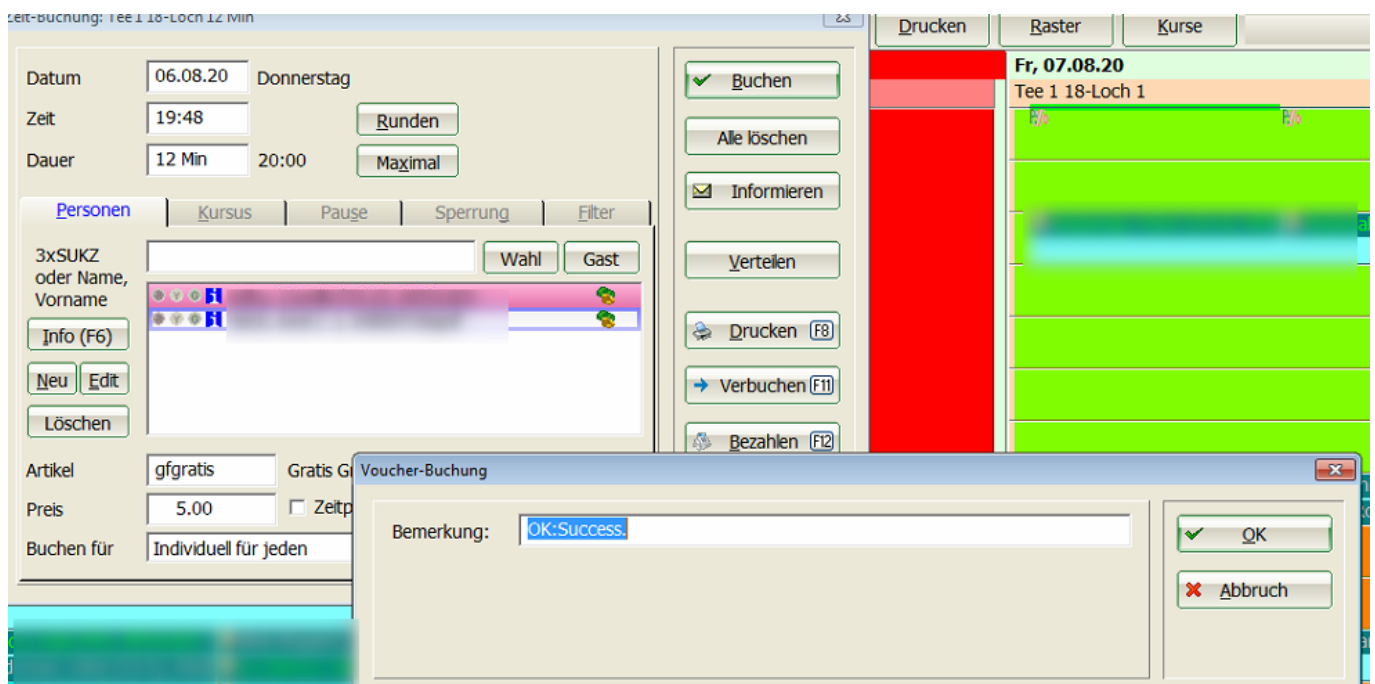 Zeit-Buchung: Tee 1 18-Loch 12 Min
Datum 06.08.20 Donnerstag
Zeit 19:48 Runden
Dauer 12 Min 20:00 Maximal
Personen Kursus Pause Sperrung Filter
3xSUKZ
oder Name,
Vorname
Wahl Gast
Info (F6)
Neu Edit
Löschen
Artikel gfgratis Gratis
Preis 5.00 Zeitp
Buchen für Individuell für jeden
Buchen
Alle löschen
Informieren
Verteilen
Drucken F8
Verbuchen F11
Bezahlen F12
Drucken Raster Kurse
Fr, 07.08.20
Tee 1 18-Loch 1
Voucher-Buchung
Bemerkung: OK:Success.
OK
Abbruch